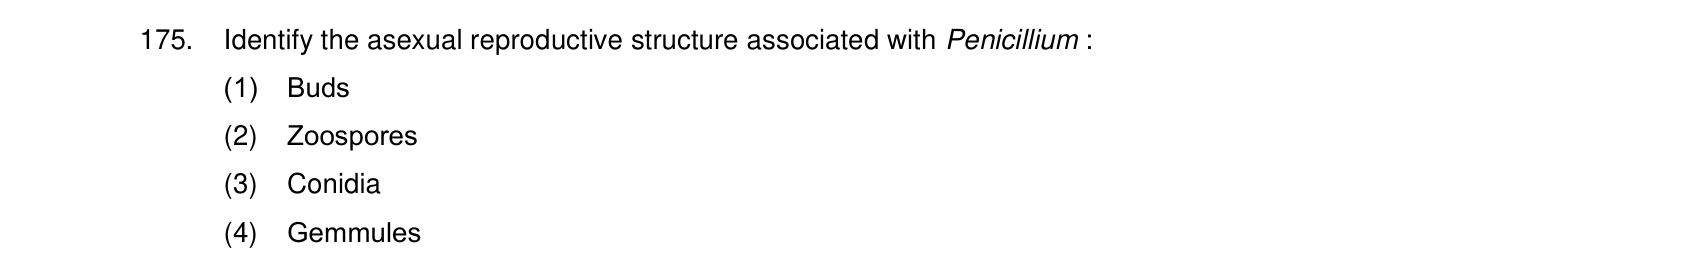 175. Identify the asexual reproductive structure associated with Penicillium :
(1) Buds
(2) Zoospores
(3) Conidia
(4) Gemmules